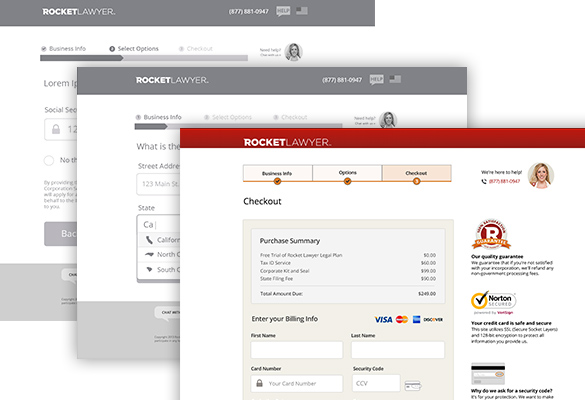 ROCKETLAWYER.
(877) 881-0947
HELP
Business Info
Select Options
Checkout
Need help?
Lorem Ip
Social Secu
12
No th
By providing t
Corporation S
will apply for a
behalf to the I
to you.
Bac
ROCKETLAWYER.
(877) 881-0947
HELP
Business Info
Select Options
Checkout
Need help?
What is the
Street Address
123 Main St.
State
Ca|
Californ
North C
South C
CHAT WIT
ROCKETLAWYER.
Business Info
Options
Checkout
We're here to help!
(877) 881-0947
Checkout
Purchase Summary
Free Trial of Rocket Lawyer Legal Plan $0.00
Tax ID Service $60.00
Corporate Kit and Seal $99.00
State Filing Fee $90.00
Total Amount Due: $249.00
Enter your Billing Info
VISA
DISCOVER
First Name
Last Name
Card Number
Security Code
Your Card Number
CCV
SATISFACTION
R
GUARANTEE
Our quality guarantee
We guarantee that if you're not satisfied
with your incorporation, we'll refund any
non-government processing fees.
Norton
SECURED
powered by VeriSign
Your credit card is safe and secure
This site utilizes SSL (Secure Socket Layers)
and 128-bit encryption to protect all
information you provide us.
Why do we ask for a security code?
It's for your protection. We want to make